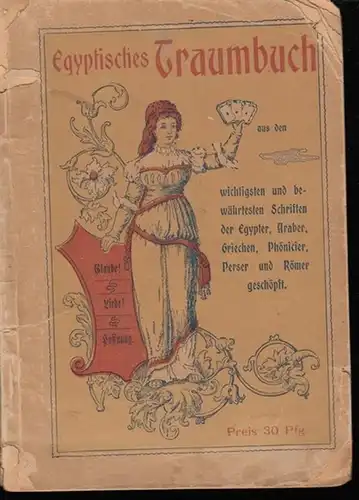 Egyptisches Traumbuch
aus den
wichtigsten und be-
währtesten Schriften
der Egypter, Araber,
Griechen, Phönicier,
Perser und Römer
geschöpft.
Glaube!
Liebe!
Hoffnung.
Preis 30 Pfg